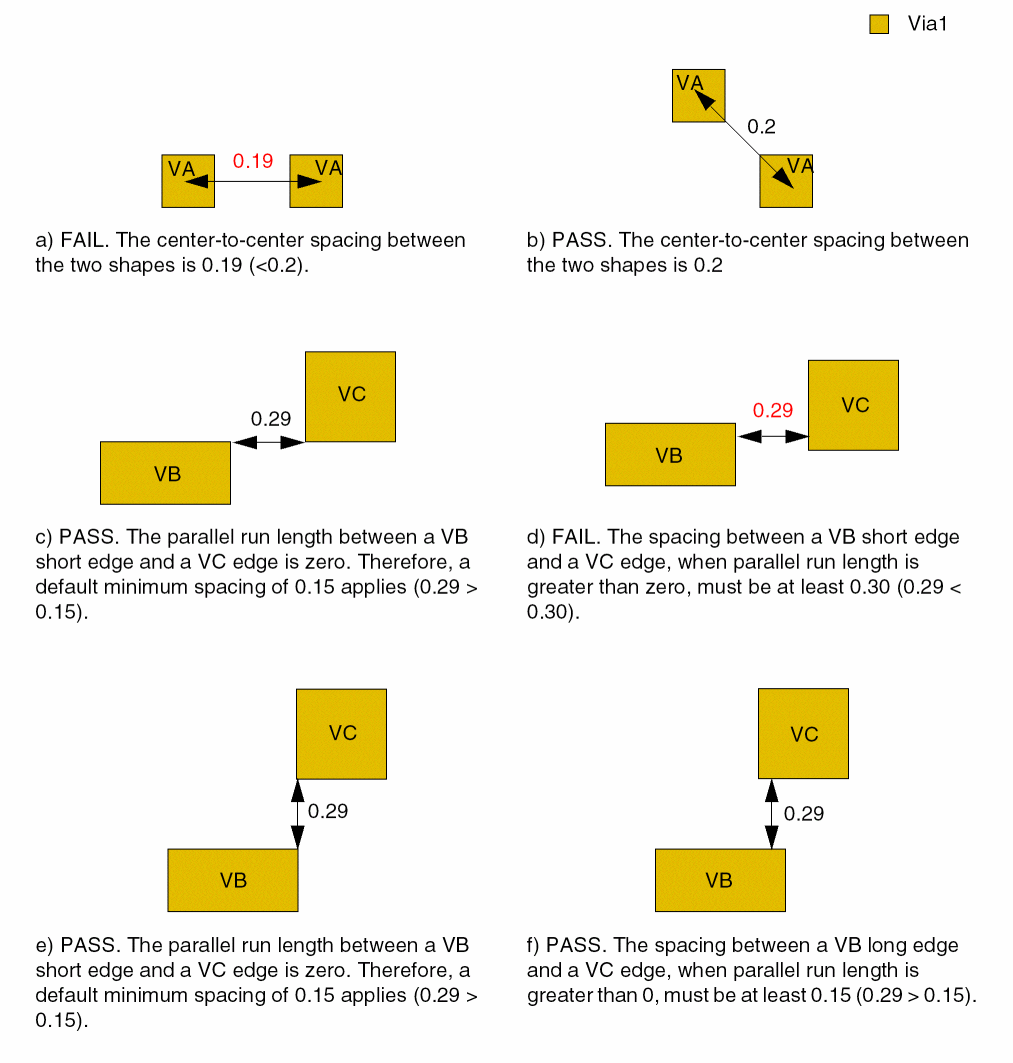 Via1
VA
0.19
VA
VA
0.2
VA
a) FAIL. The center-to-center spacing between
the two shapes is 0.19 (<0.2).
b) PASS. The center-to-center spacing between
the two shapes is 0.2
VC
0.29
VB
VC
0.29
VB
c) PASS. The parallel run length between a VB
short edge and a VC edge is zero. Therefore, a
default minimum spacing of 0.15 applies (0.29 >
0.15).
d) FAIL. The spacing between a VB short edge
and a VC edge, when parallel run length is
greater than zero, must be at least 0.30 (0.29 <
0.30).
VC
0.29
VB
VC
0.29
VB
e) PASS. The parallel run length between a VB
short edge and a VC edge is zero. Therefore, a
default minimum spacing of 0.15 applies (0.29 >
0.15).
f) PASS. The spacing between a VB long edge
and a VC edge, when parallel run length is
greater than 0, must be at least 0.15 (0.29 > 0.15).